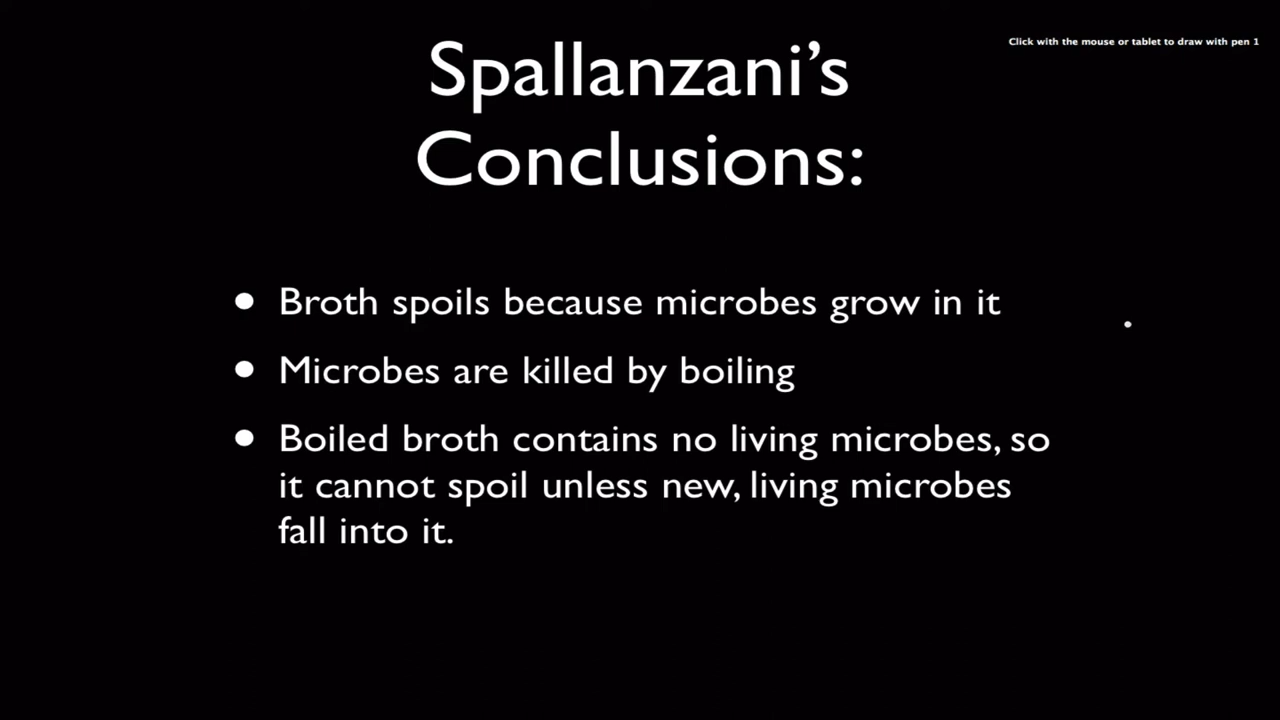 Click with the mouse or tablet to draw with pen 1
Spallanzani’s
Conclusions:
• Broth spoils because microbes grow in it
• Microbes are killed by boiling
• Boiled broth contains no living microbes, so
it cannot spoil unless new, living microbes
fall into it.